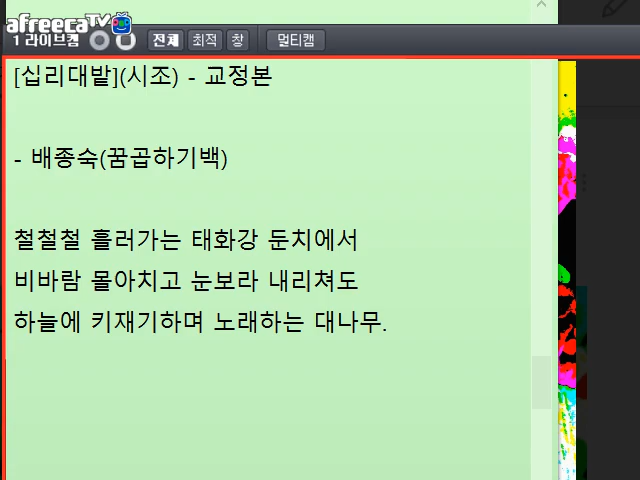 afreecaTV
1 라이브캠 전체 최적 창 멀티캠
[십리대밭](시조) - 교정본
- 배종숙(꿈곱하기백)
철철철 흘러가는 태화강 둔치에서
비바람 몰아치고 눈보라 내리쳐도
하늘에 키재기하며 노래하는 대나무.